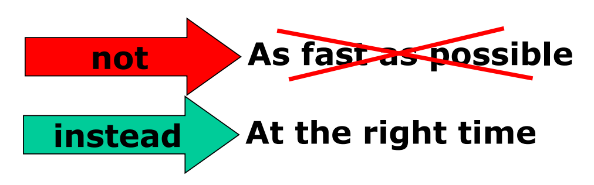 not As fast as possible
instead At the right time